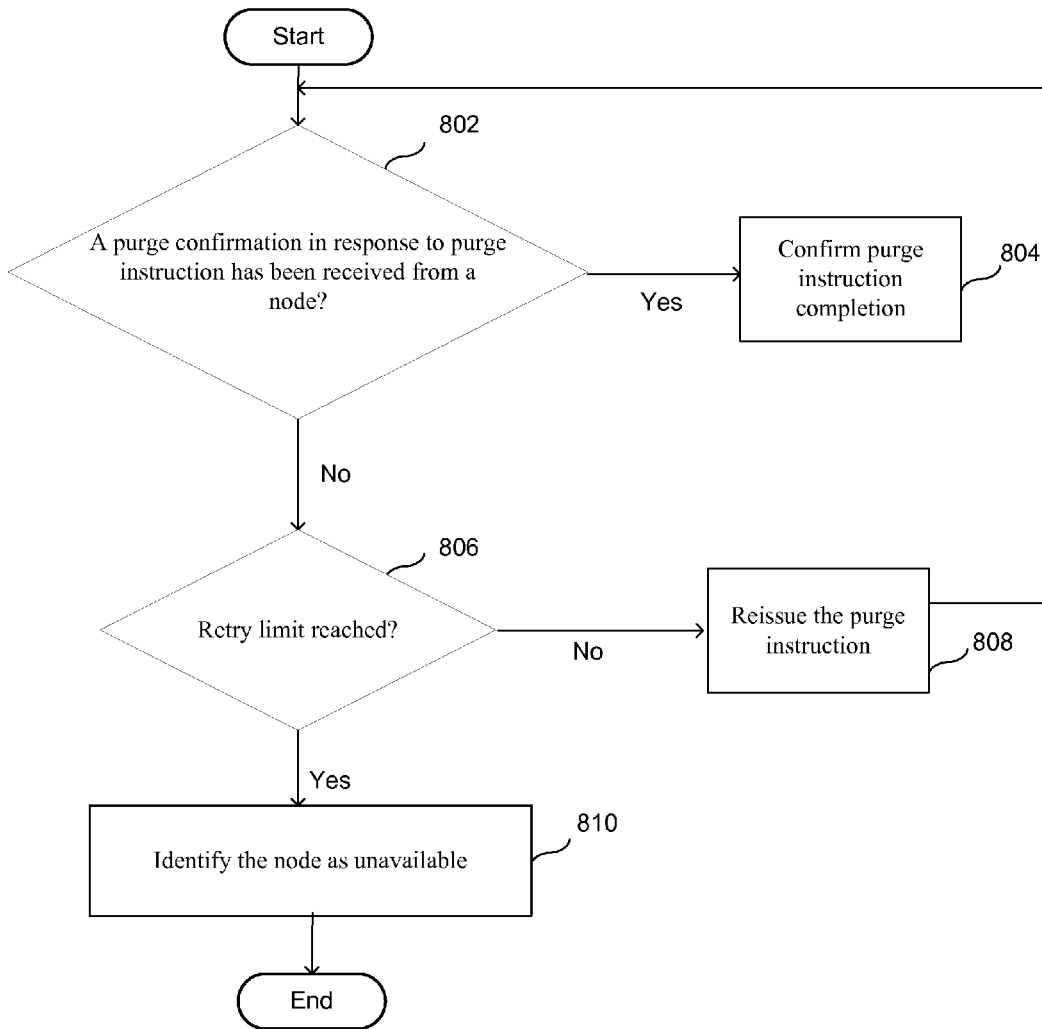 Start
802
A purge confirmation in response to purge
instruction has been received from a
node?
Yes
Confirm purge
instruction
completion
804
No
806
Retry limit reached?
No
Reissue the purge
instruction
808
Yes
Identify the node as unavailable
810
End